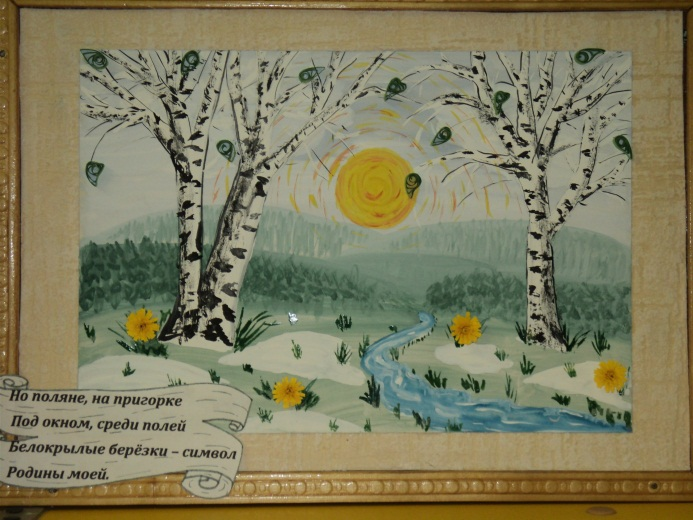 Но поляне, на пригорке
Под окном, среди полей
Белокрылые берёзки – символ
Родины моей.